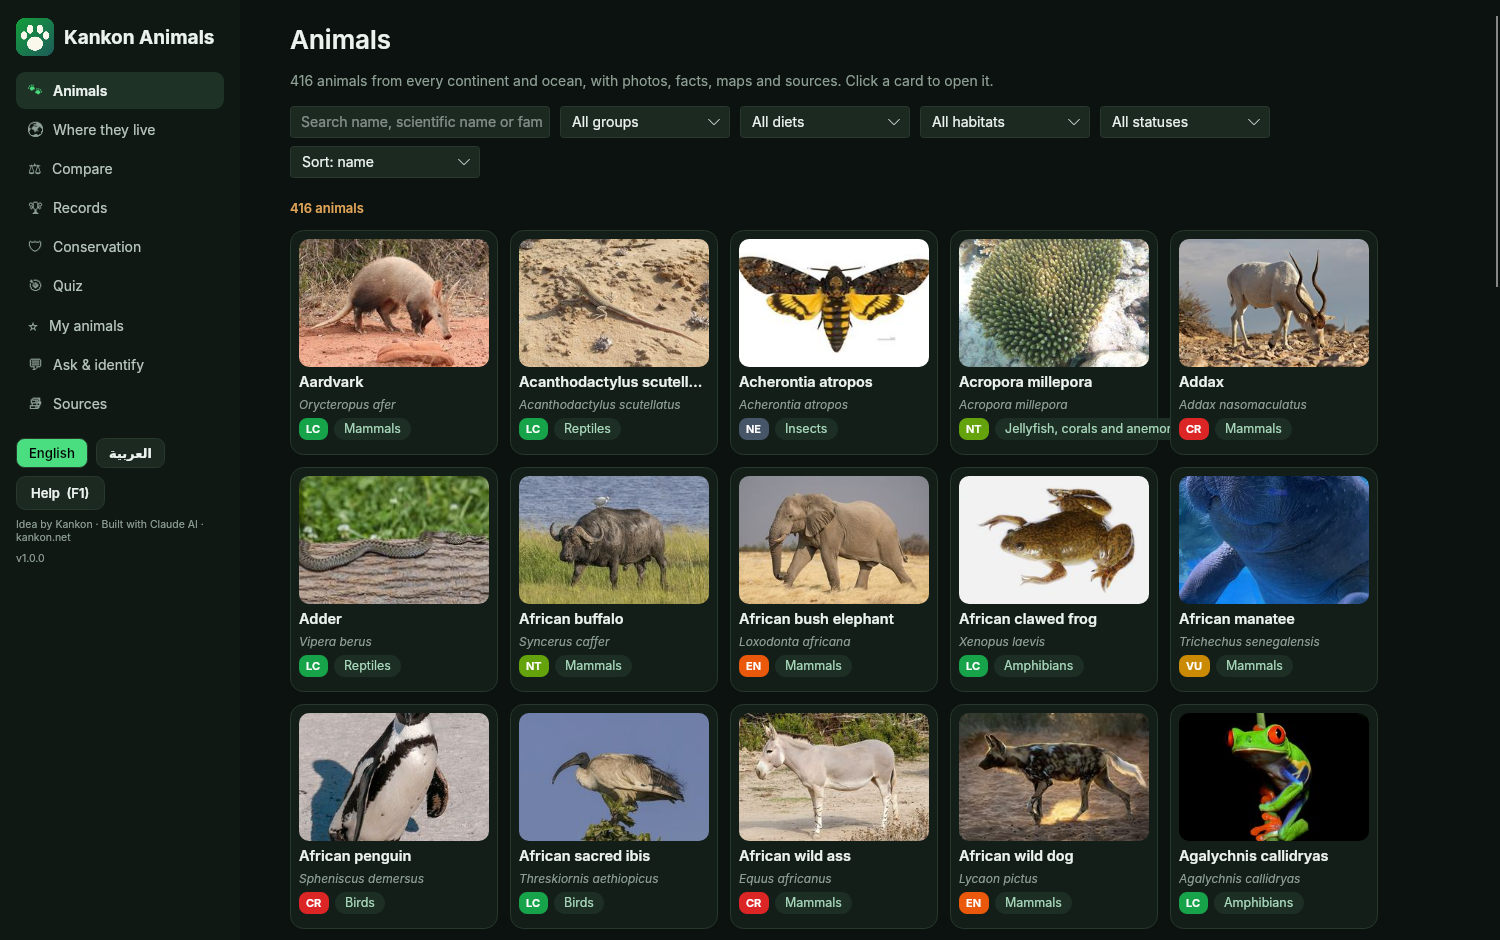 Kankon Animals
Animals
Where they live
Compare
Records
Conservation
Quiz
My animals
Ask & identify
Sources
English
العربية
Help (F1)
Idea by Kankon · Built with Claude AI ·
kankon.net
v1.0.0
Animals
416 animals from every continent and ocean, with photos, facts, maps and sources. Click a card to open it.
Search name, scientific name or fam
All groups
All diets
All habitats
All statuses
Sort: name
416 animals
Aardvark
Orycteropus afer
LC Mammals
Acanthodactylus scutell...
Acanthodactylus scutellatus
LC Reptiles
Acherontia atropos
Acherontia atropos
NE Insects
Acropora millepora
Acropora millepora
NT Jellyfish, corals and anemon
Addax
Addax nasomaculatus
CR Mammals
Adder
Vipera berus
LC Reptiles
African buffalo
Syncerus caffer
NT Mammals
African bush elephant
Loxodonta africana
EN Mammals
African clawed frog
Xenopus laevis
LC Amphibians
African manatee
Trichechus senegalensis
VU Mammals
African penguin
Spheniscus demersus
CR Birds
African sacred ibis
Threskiornis aethiopicus
LC Birds
African wild ass
Equus africanus
CR Mammals
African wild dog
Lycaon pictus
EN Mammals
Agalychnis callidryas
Agalychnis callidryas
LC Amphibians